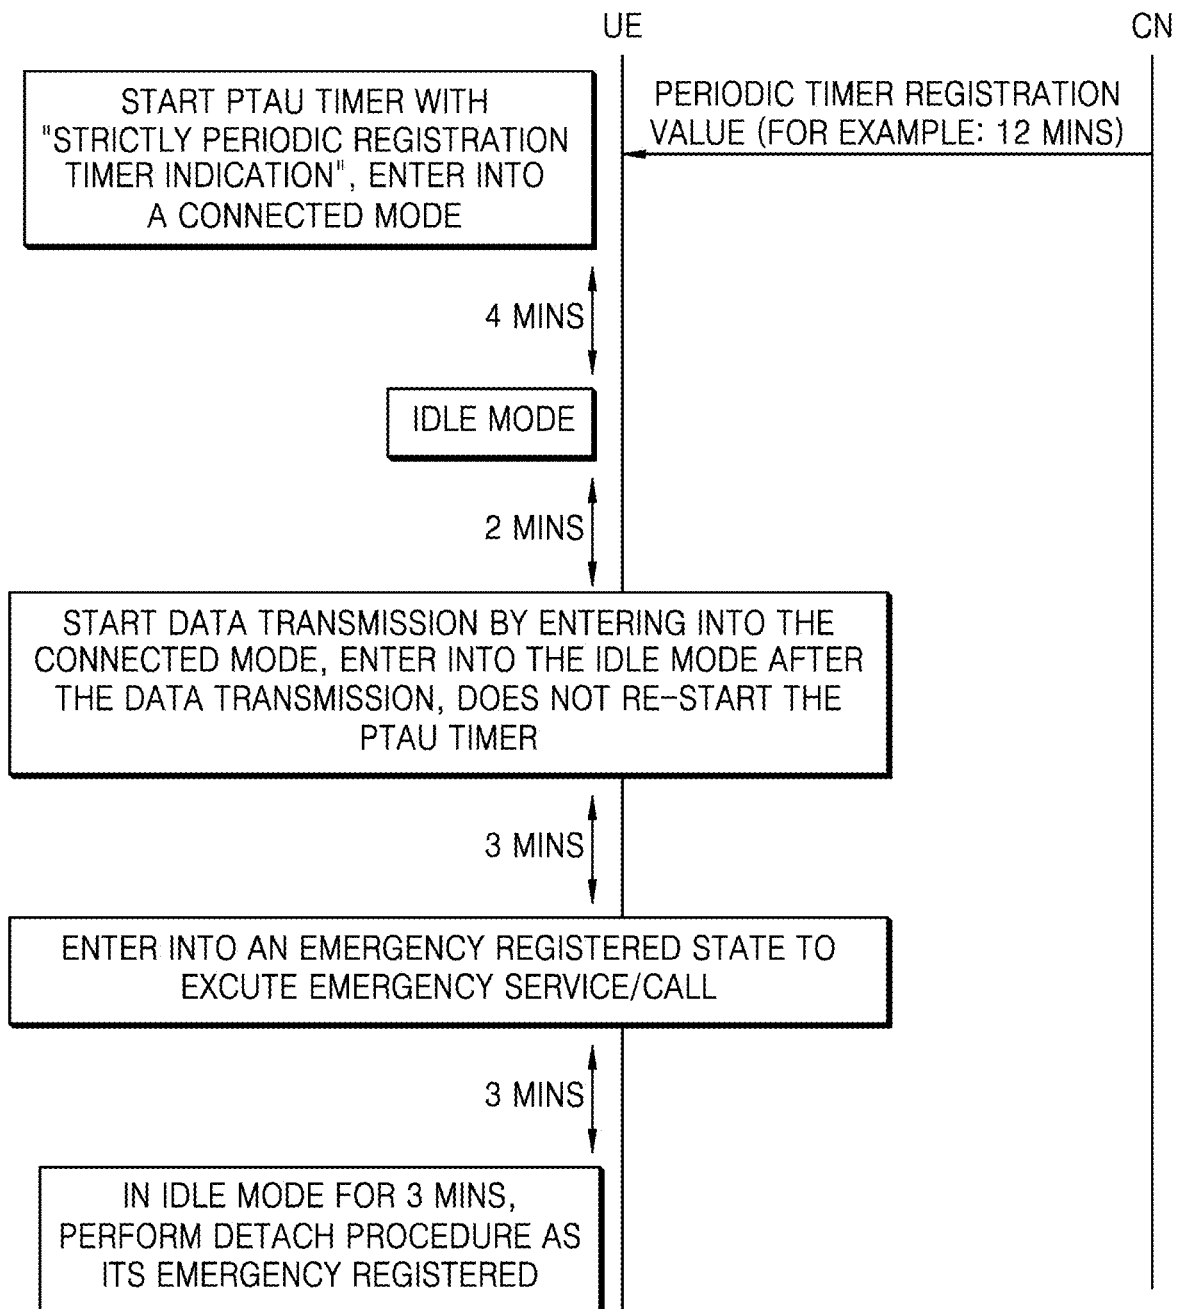 UE
CN
START PTAU TIMER WITH
"STRICTLY PERIODIC REGISTRATION
TIMER INDICATION", ENTER INTO
A CONNECTED MODE
PERIODIC TIMER REGISTRATION
VALUE (FOR EXAMPLE: 12 MINS)
4 MINS
IDLE MODE
2 MINS
START DATA TRANSMISSION BY ENTERING INTO THE
CONNECTED MODE, ENTER INTO THE IDLE MODE AFTER
THE DATA TRANSMISSION, DOES NOT RE-START THE
PTAU TIMER
3 MINS
ENTER INTO AN EMERGENCY REGISTERED STATE TO
EXCUTE EMERGENCY SERVICE/CALL
3 MINS
IN IDLE MODE FOR 3 MINS,
PERFORM DETACH PROCEDURE AS
ITS EMERGENCY REGISTERED